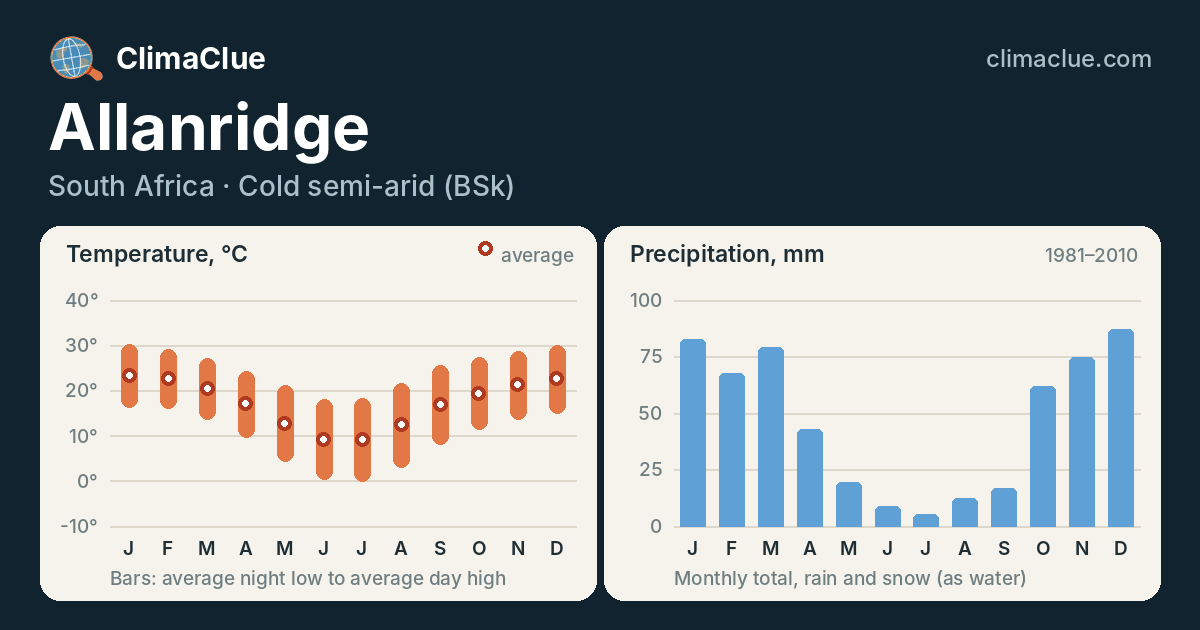 ClimaClue
climaclue.com
Allanridge
South Africa · Cold semi-arid (BSk)
Temperature, °C
average
40°
30°
20°
10°
0°
-10°
J F M A M J J A S O N D
Bars: average night low to average day high
Precipitation, mm
1981–2010
100
75
50
25
0
J F M A M J J A S O N D
Monthly total, rain and snow (as water)